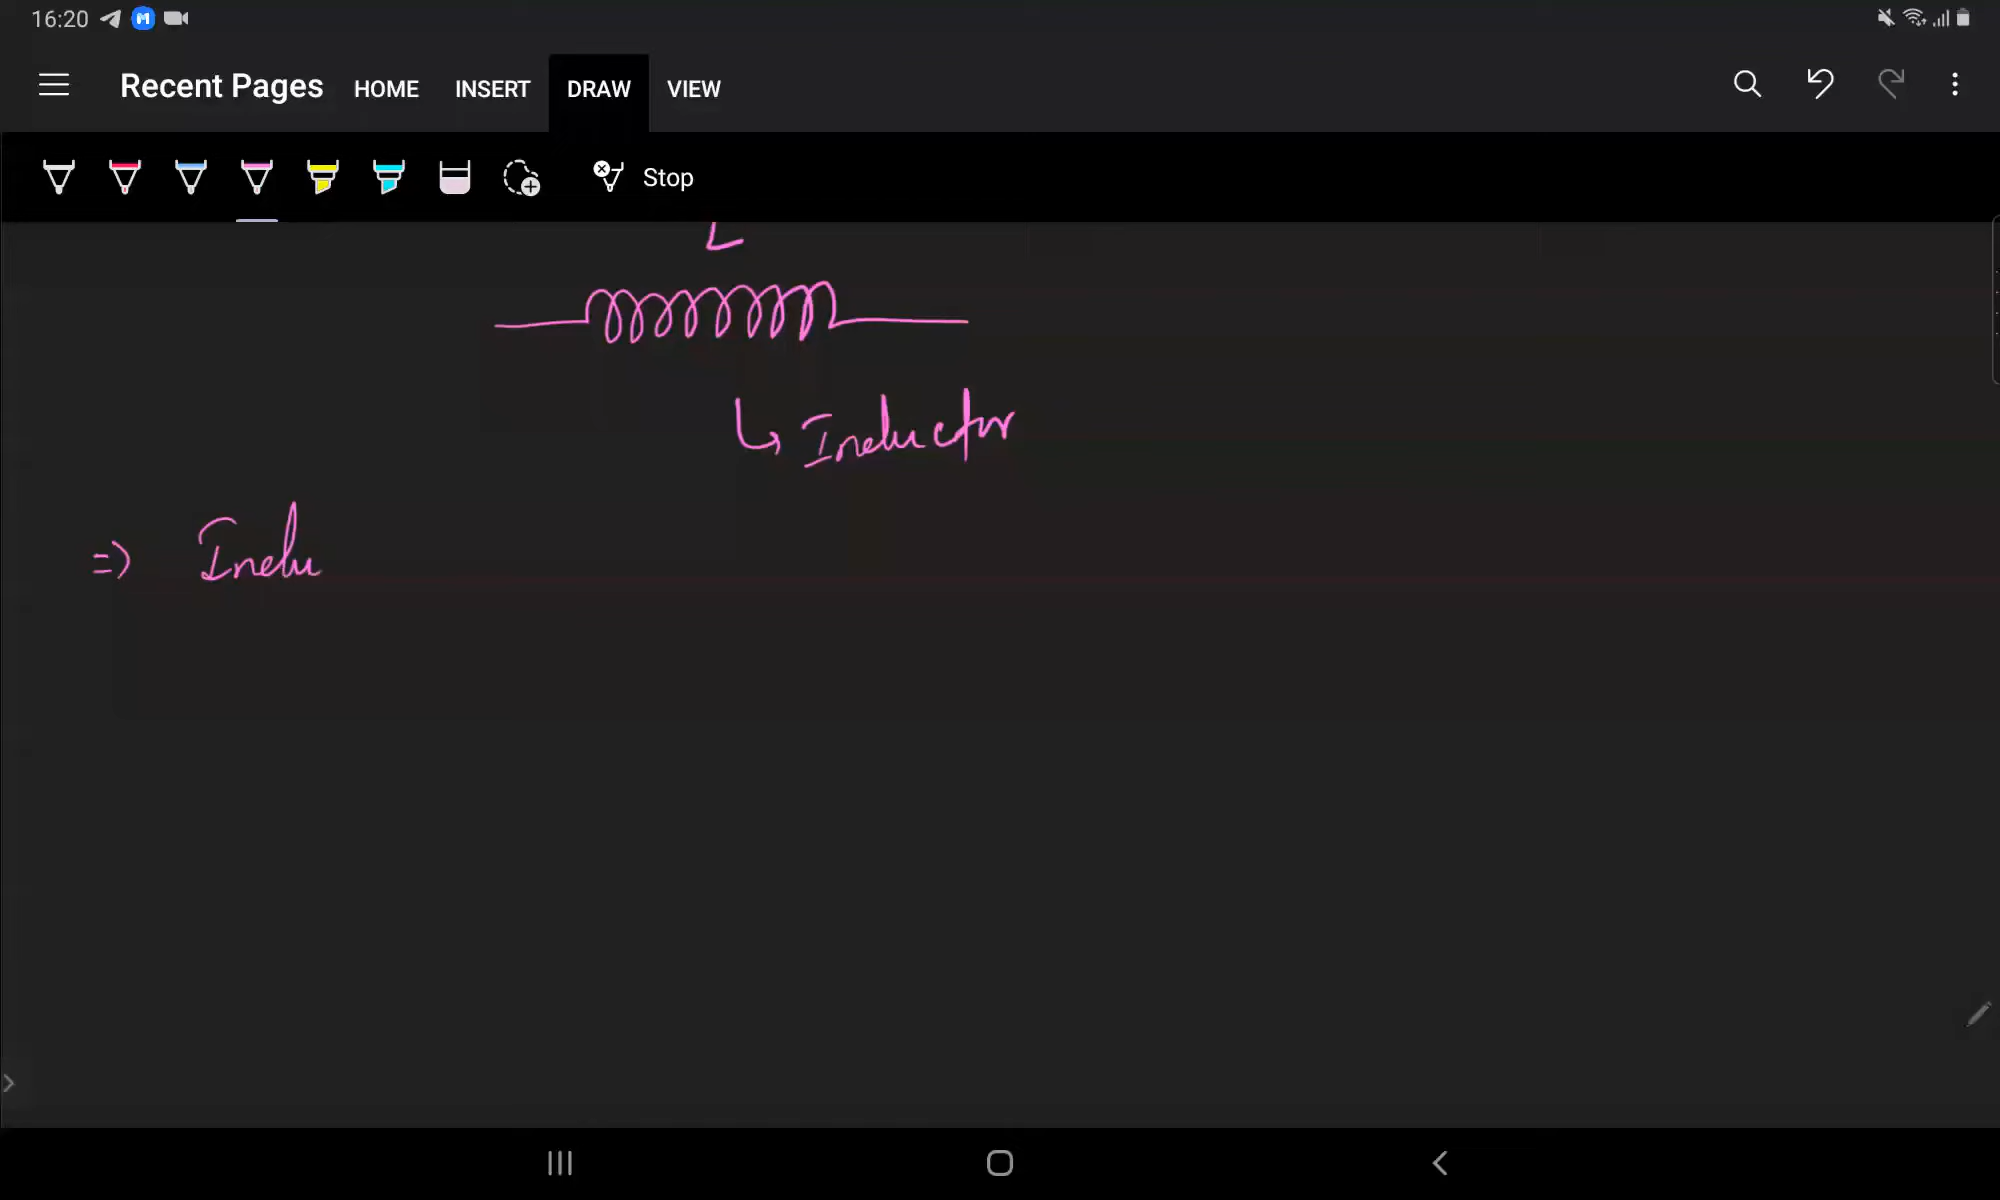 16:20
Recent Pages HOME INSERT DRAW VIEW
Stop
L
↳ Inductor
=) Indu